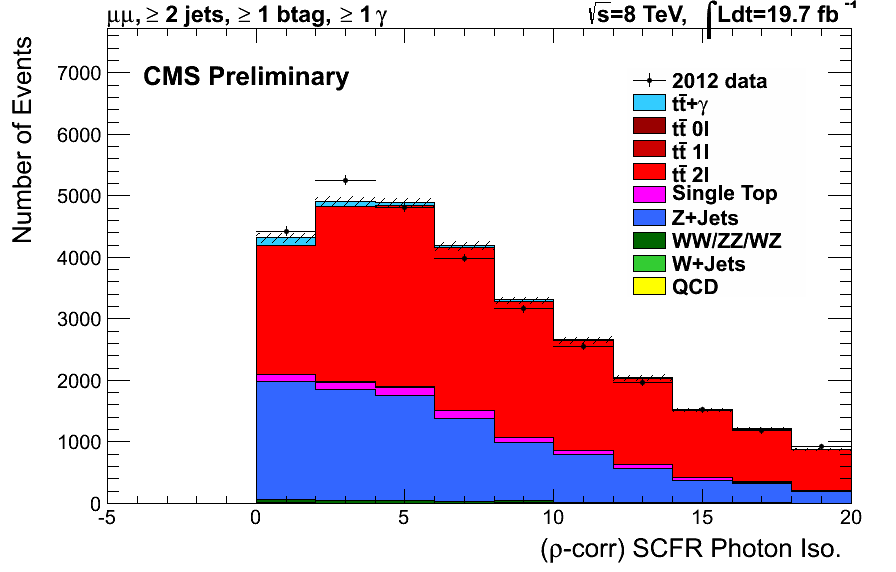 μμ, ≥ 2 jets, ≥ 1 btag, ≥ 1 γ
√s=8 TeV, ∫Ldt=19.7 fb⁻¹
CMS Preliminary
Number of Events
7000
6000
5000
4000
3000
2000
1000
0
2012 data
tt̄+γ
tt̄ 0l
tt̄ 1l
tt̄ 2l
Single Top
Z+Jets
WW/ZZ/WZ
W+Jets
QCD
-5 0 5 10 15 20
(ρ-corr) SCFR Photon Iso.